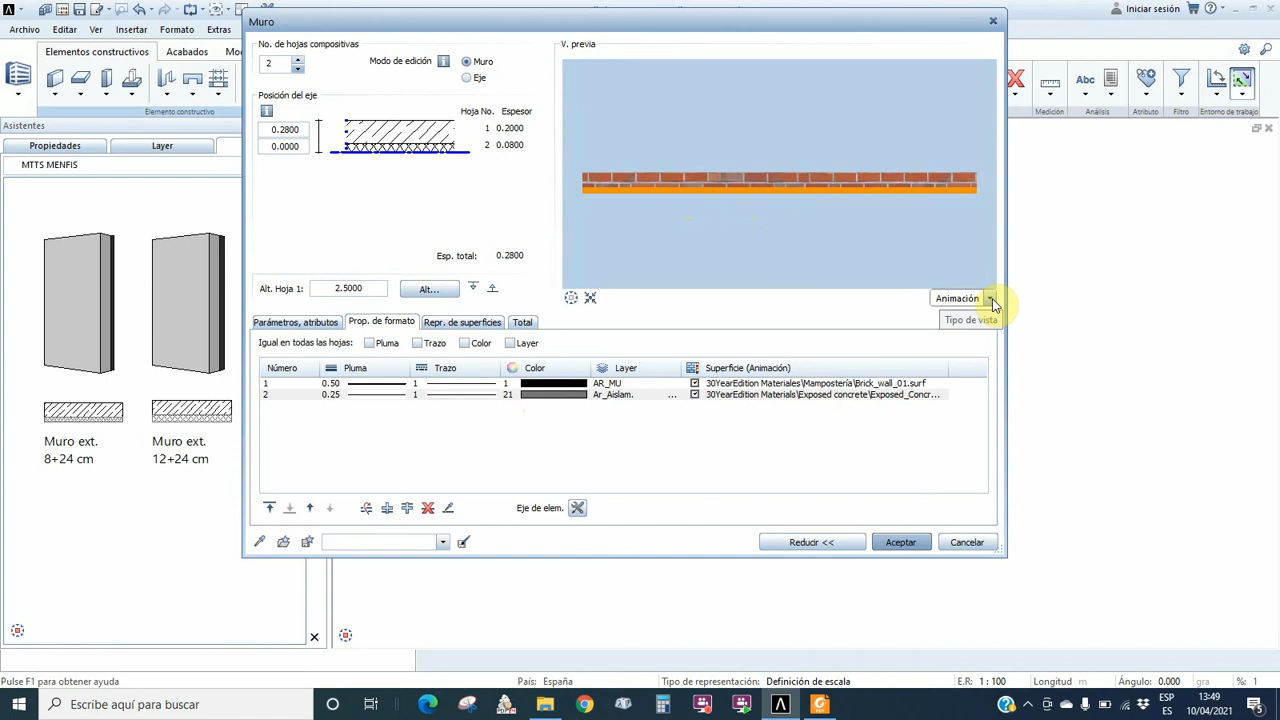 Iniciar sesión
Archivo Editar Ver Insertar Formato Extras
Muro
Elementos constructivos Acabados
Elemento constructivo
Abc
Medición Análisis Atributo Filtro Entorno de trabajo
Asistentes
Propiedades Layer
MTTS MENFIS
Muro ext.
8+24 cm
Muro ext.
12+24 cm
No. de hojas compositivas
2
Modo de edición Muro
Eje
V. previa
Posición del eje
Hoja No. Espesor
0.2800
0.0000
1 0.2000
2 0.0800
Esp. total: 0.2800
Alt. Hoja 1: 2.5000 Alt...
Animación
Tipo de vista
Parámetros, atributos Prop. de formato Repr. de superficies Total
Igual en todas las hojas: Pluma Trazo Color Layer
Número Pluma Trazo Color Layer Superficie (Animación)
1 0.50 1 1 AR_MU 30YearEdition Materiales\Mampostería\Brick_wall_01.surf
2 0.25 1 21 Ar_Aislam. ... 30YearEdition Materials\Exposed concrete\Exposed_Concr...
Eje de elem.
Reducir << Aceptar Cancelar
Pulse F1 para obtener ayuda País: España Tipo de representación: Definición de escala E.R: 1 : 100 Longitud m Ángulo: 0.000 gra %: 1
Escribe aquí para buscar
ESP
ES
13:49
10/04/2021